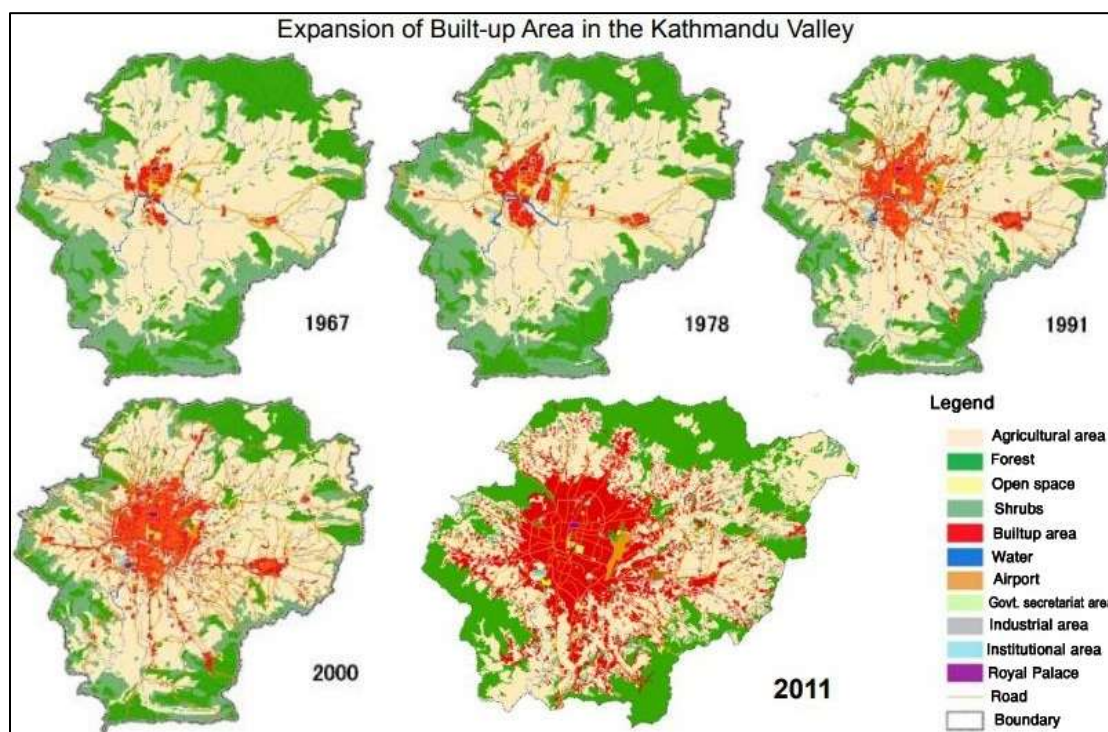 Expansion of Built-up Area in the Kathmandu Valley
1967
1978
1991
2000
2011
Legend
Agricultural area
Forest
Open space
Shrubs
Builtup area
Water
Airport
Govt. secretariat area
Industrial area
Institutional area
Royal Palace
Road
Boundary